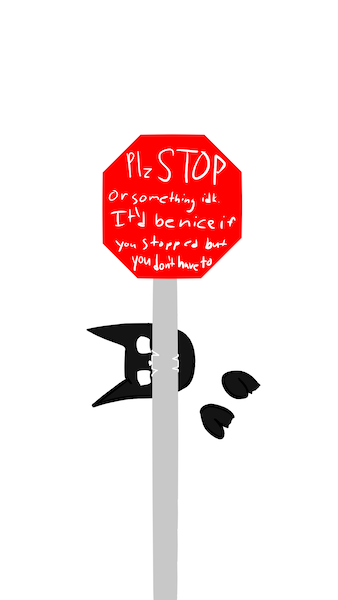 Plz STOP
Or something idk.
It'd be nice if
you stopped but
you don't have to